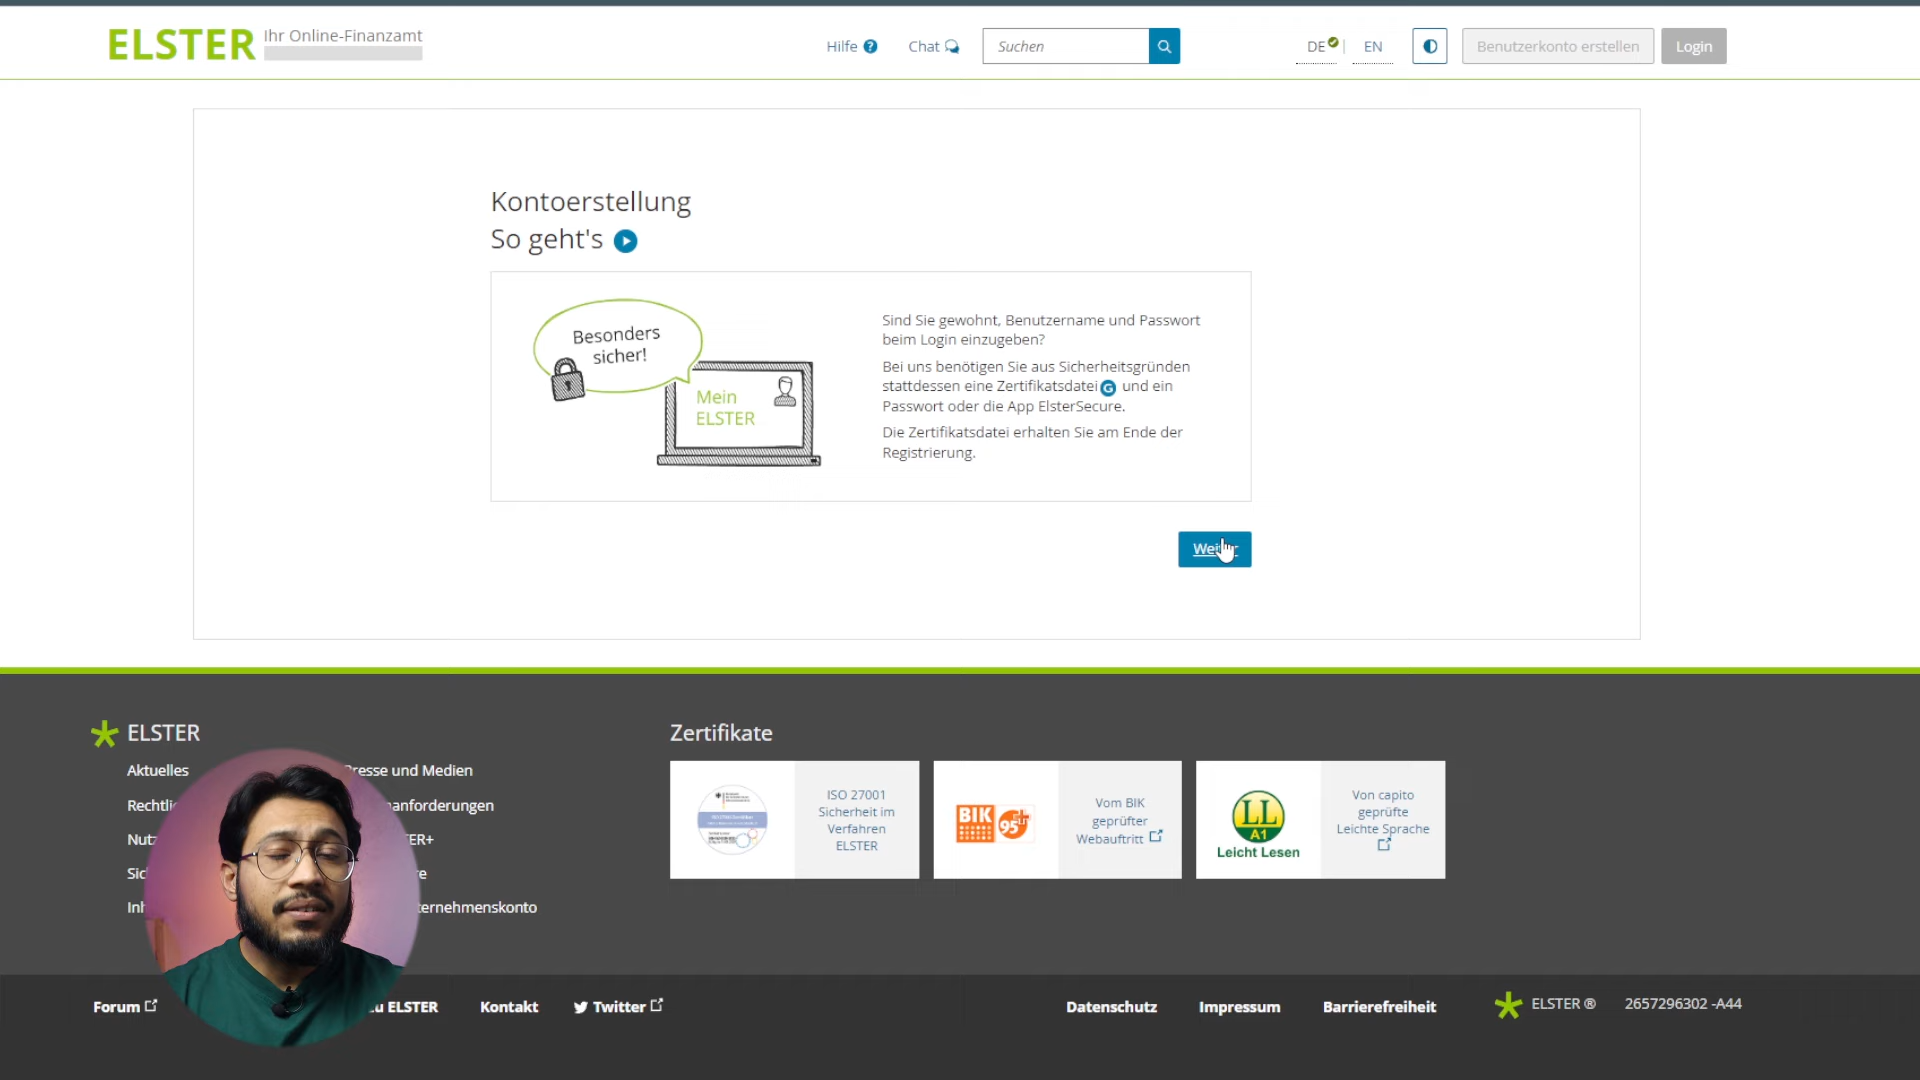 ELSTER
Ihr Online-Finanzamt
Hilfe ?
Chat
Suchen
DE
EN
Benutzerkonto erstellen
Login
Kontoerstellung
So geht's
Besonders
sicher!
Mein
ELSTER
Sind Sie gewohnt, Benutzername und Passwort
beim Login einzugeben?
Bei uns benötigen Sie aus Sicherheitsgründen
stattdessen eine Zertifikatsdatei G und ein
Passwort oder die App ElsterSecure.
Die Zertifikatsdatei erhalten Sie am Ende der
Registrierung.
ELSTER
Aktuelles
Presse und Medien
Zertifikate
ISO 27001
Sicherheit im
Verfahren
ELSTER
BIK
95+
Vom BIK
geprüfter
Webauftritt
LL
A1
Leicht Lesen
Von capito
geprüfte
Leichte Sprache
Forum
ELSTER
Kontakt
Twitter
Datenschutz
Impressum
Barrierefreiheit
ELSTER ®
2657296302 -A44